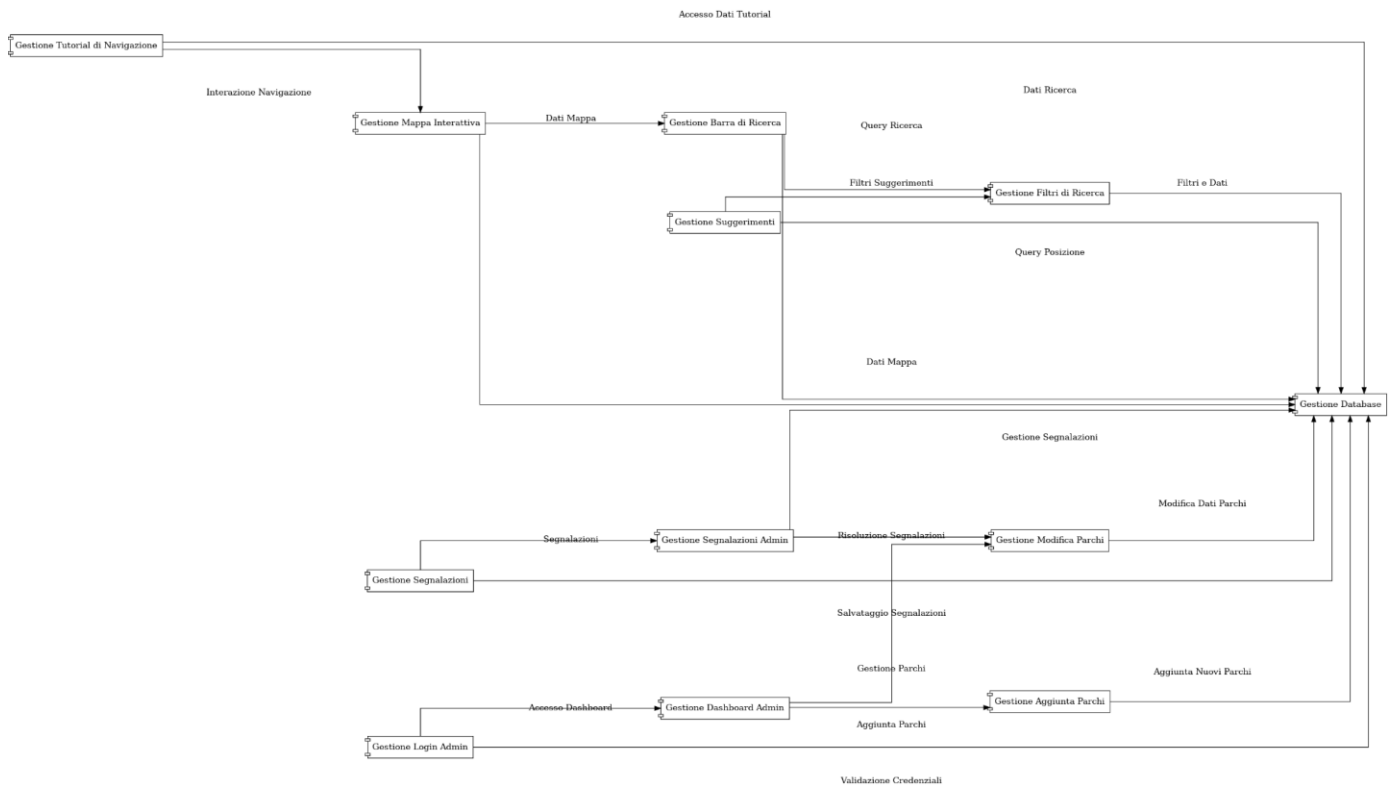 Accesso Dati Tutorial
Gestione Tutorial di Navigazione
Interazione Navigazione
Dati Ricerca
Gestione Mappa Interattiva
Dati Mappa
Gestione Barra di Ricerca
Query Ricerca
Filtri Suggerimenti
Gestione Filtri di Ricerca
Filtri e Dati
Gestione Suggerimenti
Query Posizione
Dati Mappa
Gestione Database
Gestione Segnalazioni
Modifica Dati Parchi
Segnalazioni
Gestione Segnalazioni Admin
Risoluzione Segnalazioni
Gestione Modifica Parchi
Gestione Segnalazioni
Salvataggio Segnalazioni
Gestione Parchi
Aggiunta Nuovi Parchi
Accesso Dashboard
Gestione Dashboard Admin
Gestione Aggiunta Parchi
Aggiunta Parchi
Gestione Login Admin
Validazione Credenziali